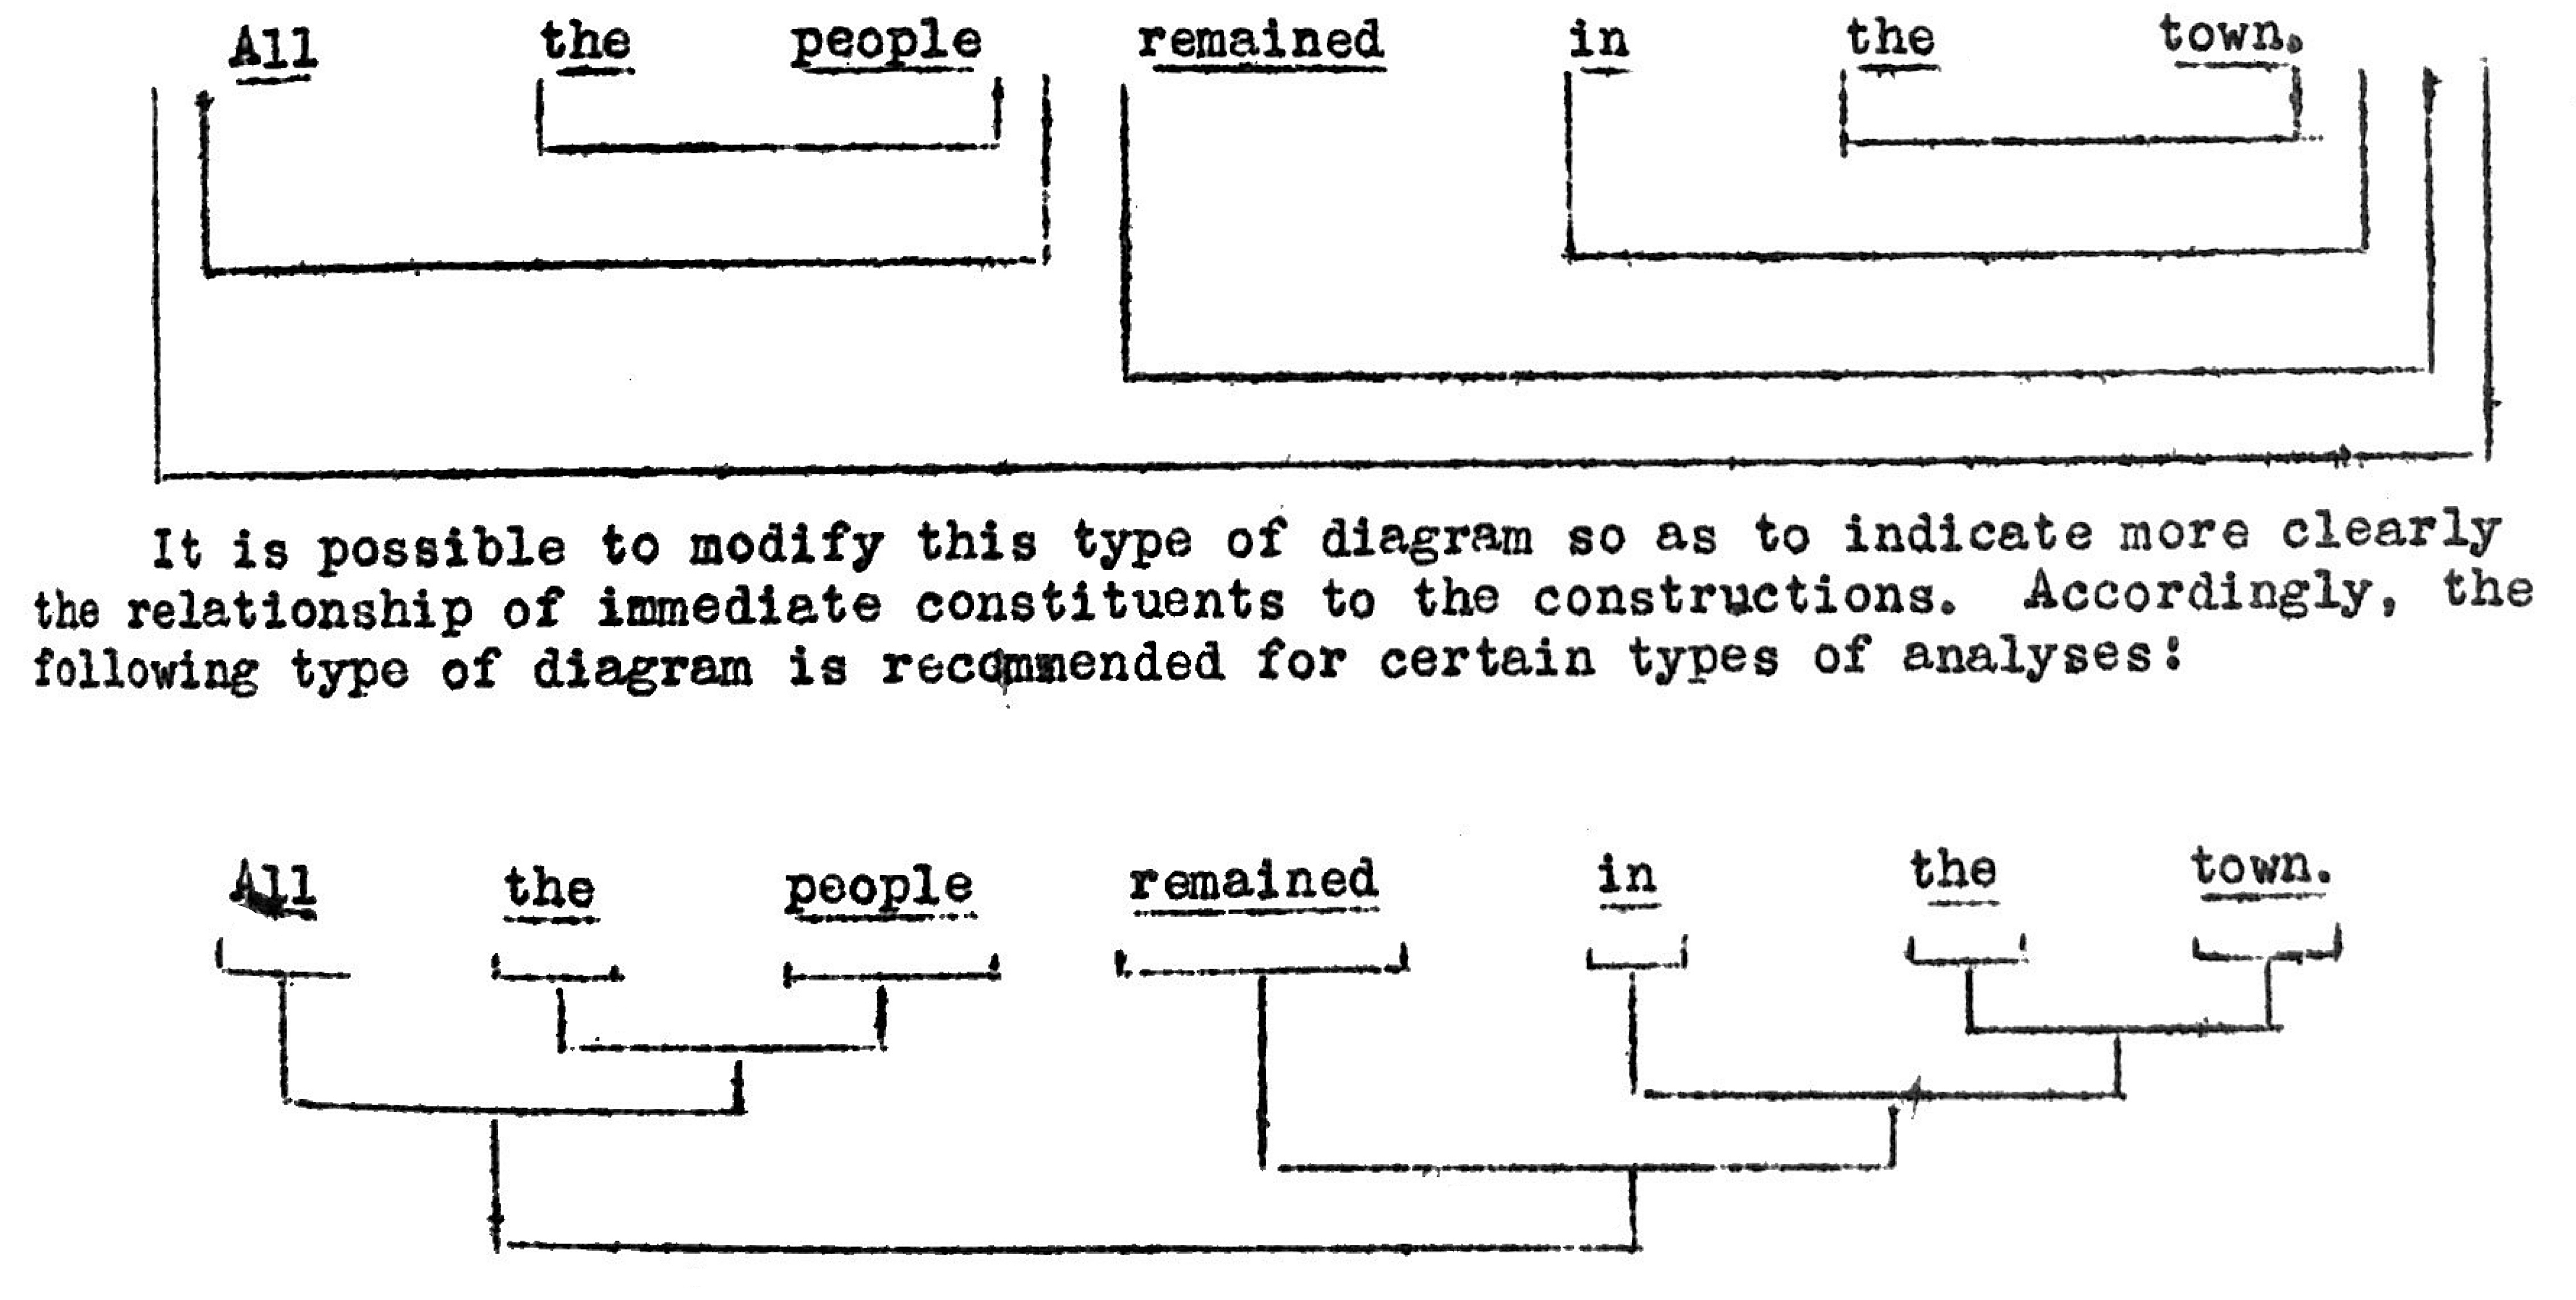 All the people remained in the town.
It is possible to modify this type of diagram so as to indicate more clearly
the relationship of immediate constituents to the constructions. Accordingly, the
following type of diagram is recommended for certain types of analyses:
All the people remained in the town.